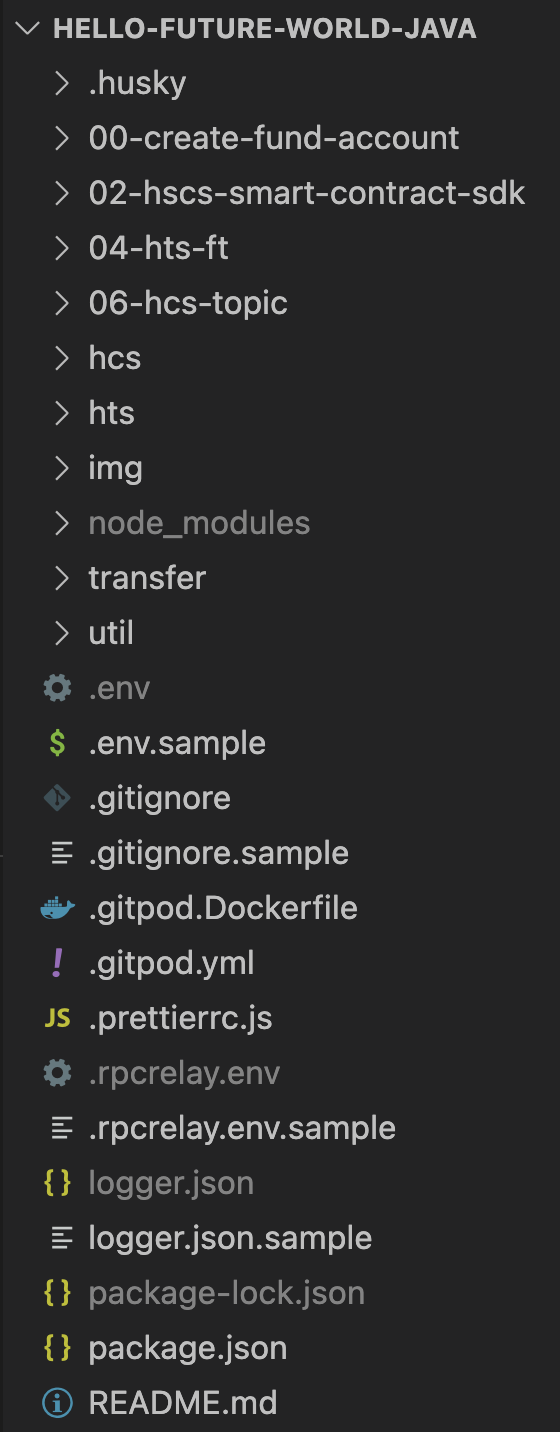 HELLO-FUTURE-WORLD-JAVA
.husky
00-create-fund-account
02-hscs-smart-contract-sdk
04-hts-ft
06-hcs-topic
hcs
hts
img
node_modules
transfer
util
.env
$ .env.sample
.gitignore
.gitignore.sample
.gitpod.Dockerfile
! .gitpod.yml
JS .prettierrc.js
.rpcrelay.env
.rpcrelay.env.sample
{} logger.json
logger.json.sample
{} package-lock.json
{} package.json
README.md